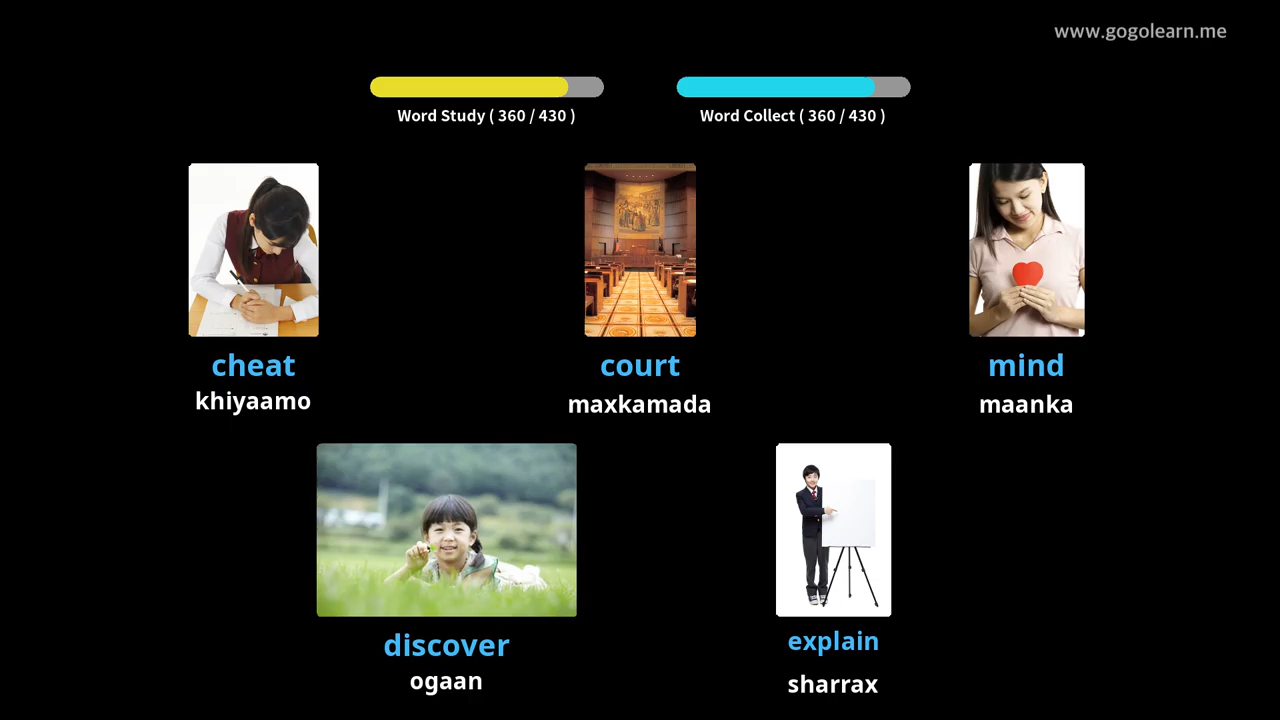 www.gogolearn.me
Word Study ( 360 / 430 )
Word Collect ( 360 / 430 )
cheat
khiyaamo
court
maxkamada
mind
maanka
discover
ogaan
explain
sharrax